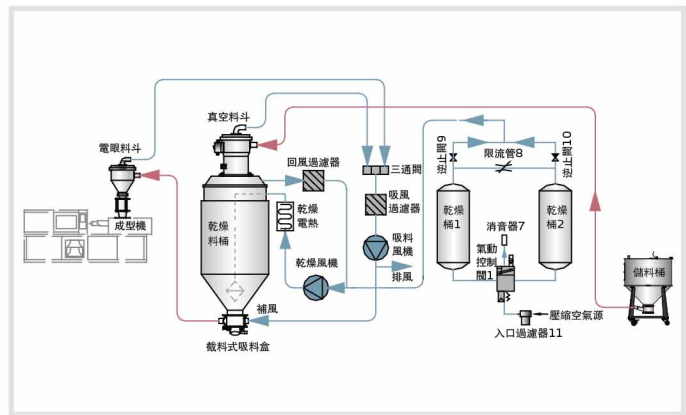 真空料斗
電眼料斗
回風過濾器
三通閥
逆止閥9
限流管8
逆止閥10
吸風
過濾器
成型機
乾燥
料桶
乾燥
電熱
乾燥
桶1
乾燥
桶2
消音器7
吸料
風機
氣動
控制
閥1
乾燥風機
排風
儲料桶
補風
壓縮空氣源
入口過濾器11
截料式吸料盒